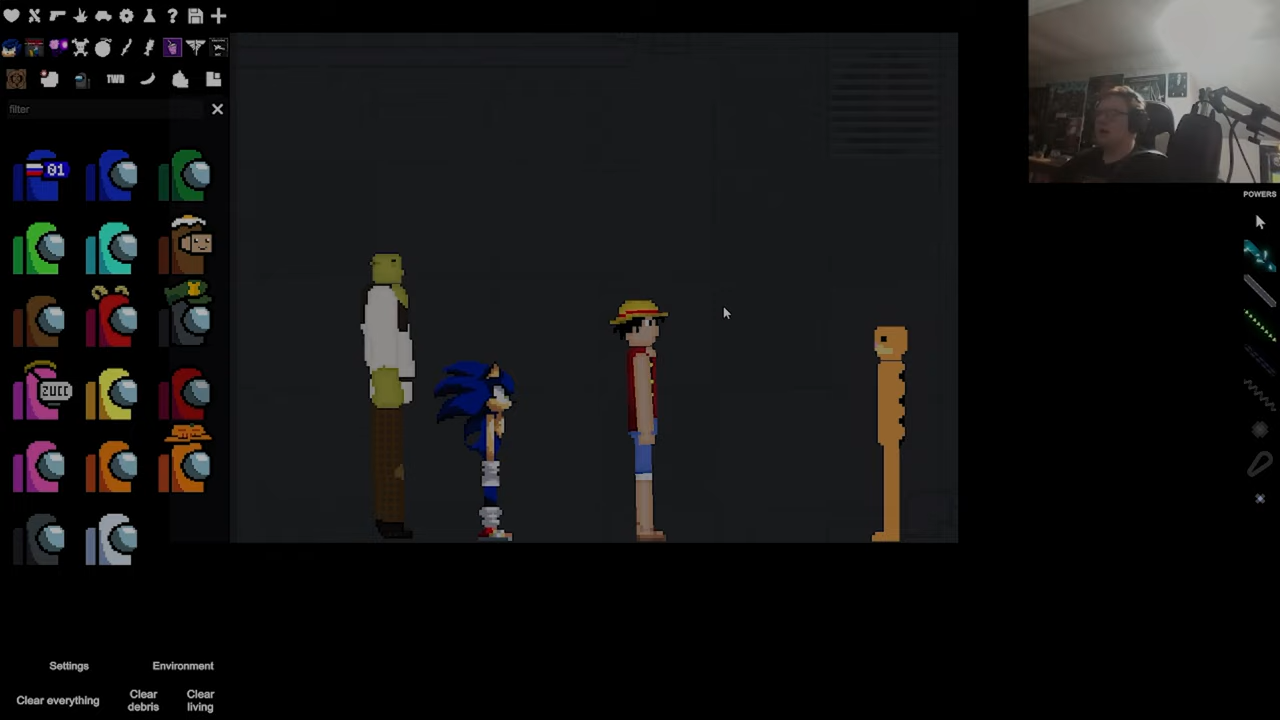 TWD
filter
01
ZUCC
POWERS
Settings
Environment
Clear everything
Clear debris
Clear living